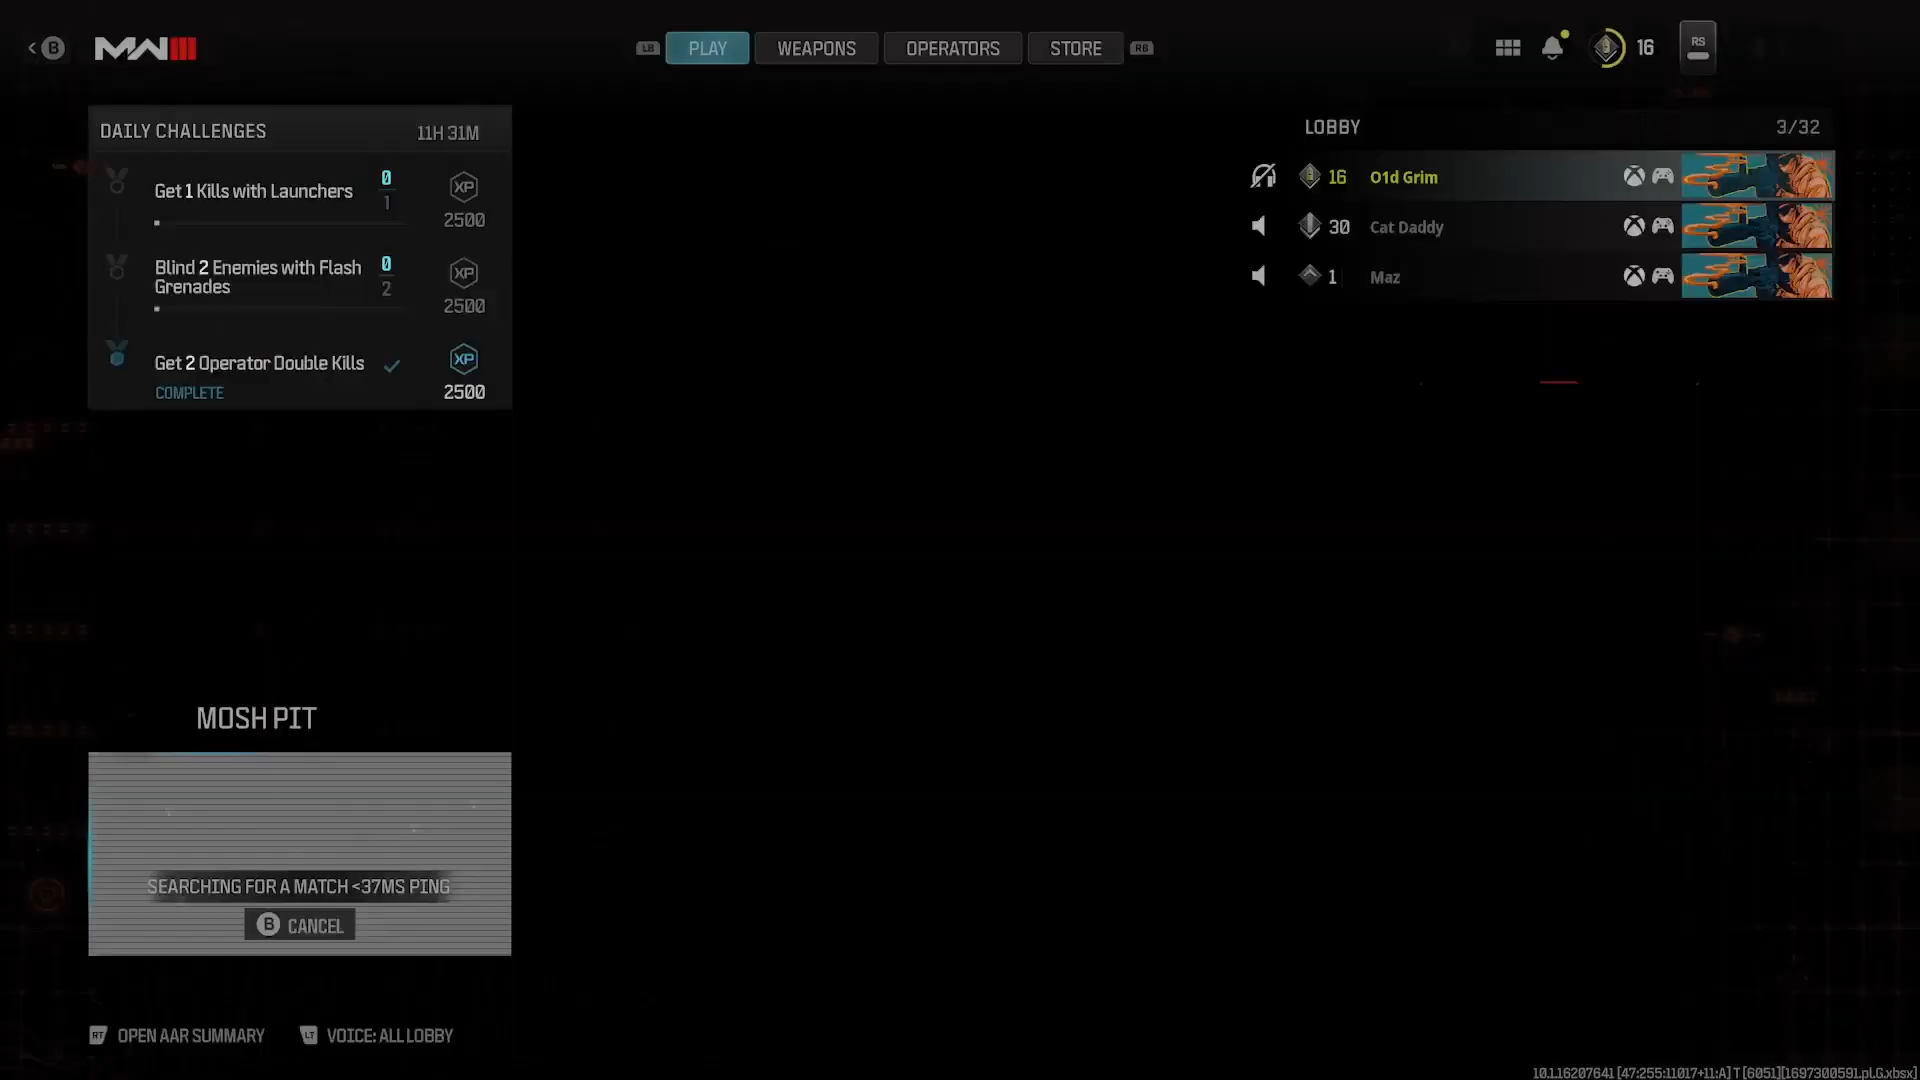 B
MWIII
LB
PLAY
WEAPONS
OPERATORS
STORE
RB
16
RS
DAILY CHALLENGES
11H 31M
Get 1 Kills with Launchers
0
1
XP
2500
Blind 2 Enemies with Flash
Grenades
0
2
XP
2500
Get 2 Operator Double Kills
COMPLETE
XP
2500
LOBBY
3/32
16 O1d Grim
30 Cat Daddy
1 Maz
MOSH PIT
SEARCHING FOR A MATCH <37MS PING
B CANCEL
RT OPEN AAR SUMMARY
LT VOICE: ALL LOBBY
10.1.16207641 [47:255:11017+11:A] T [6051][1697300591.pl.G.xbsx]